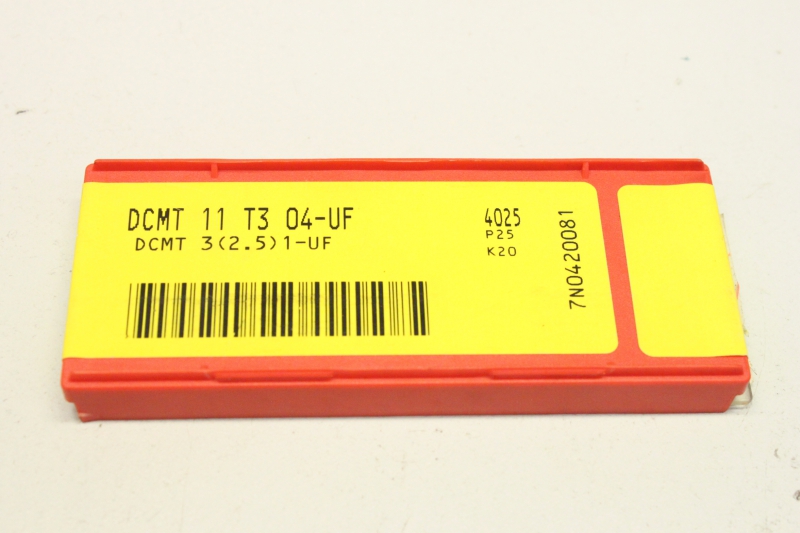 DCMT 11 T3 04-UF
DCMT 3(2.5)1-UF
4025
P25
K20
7N0420081